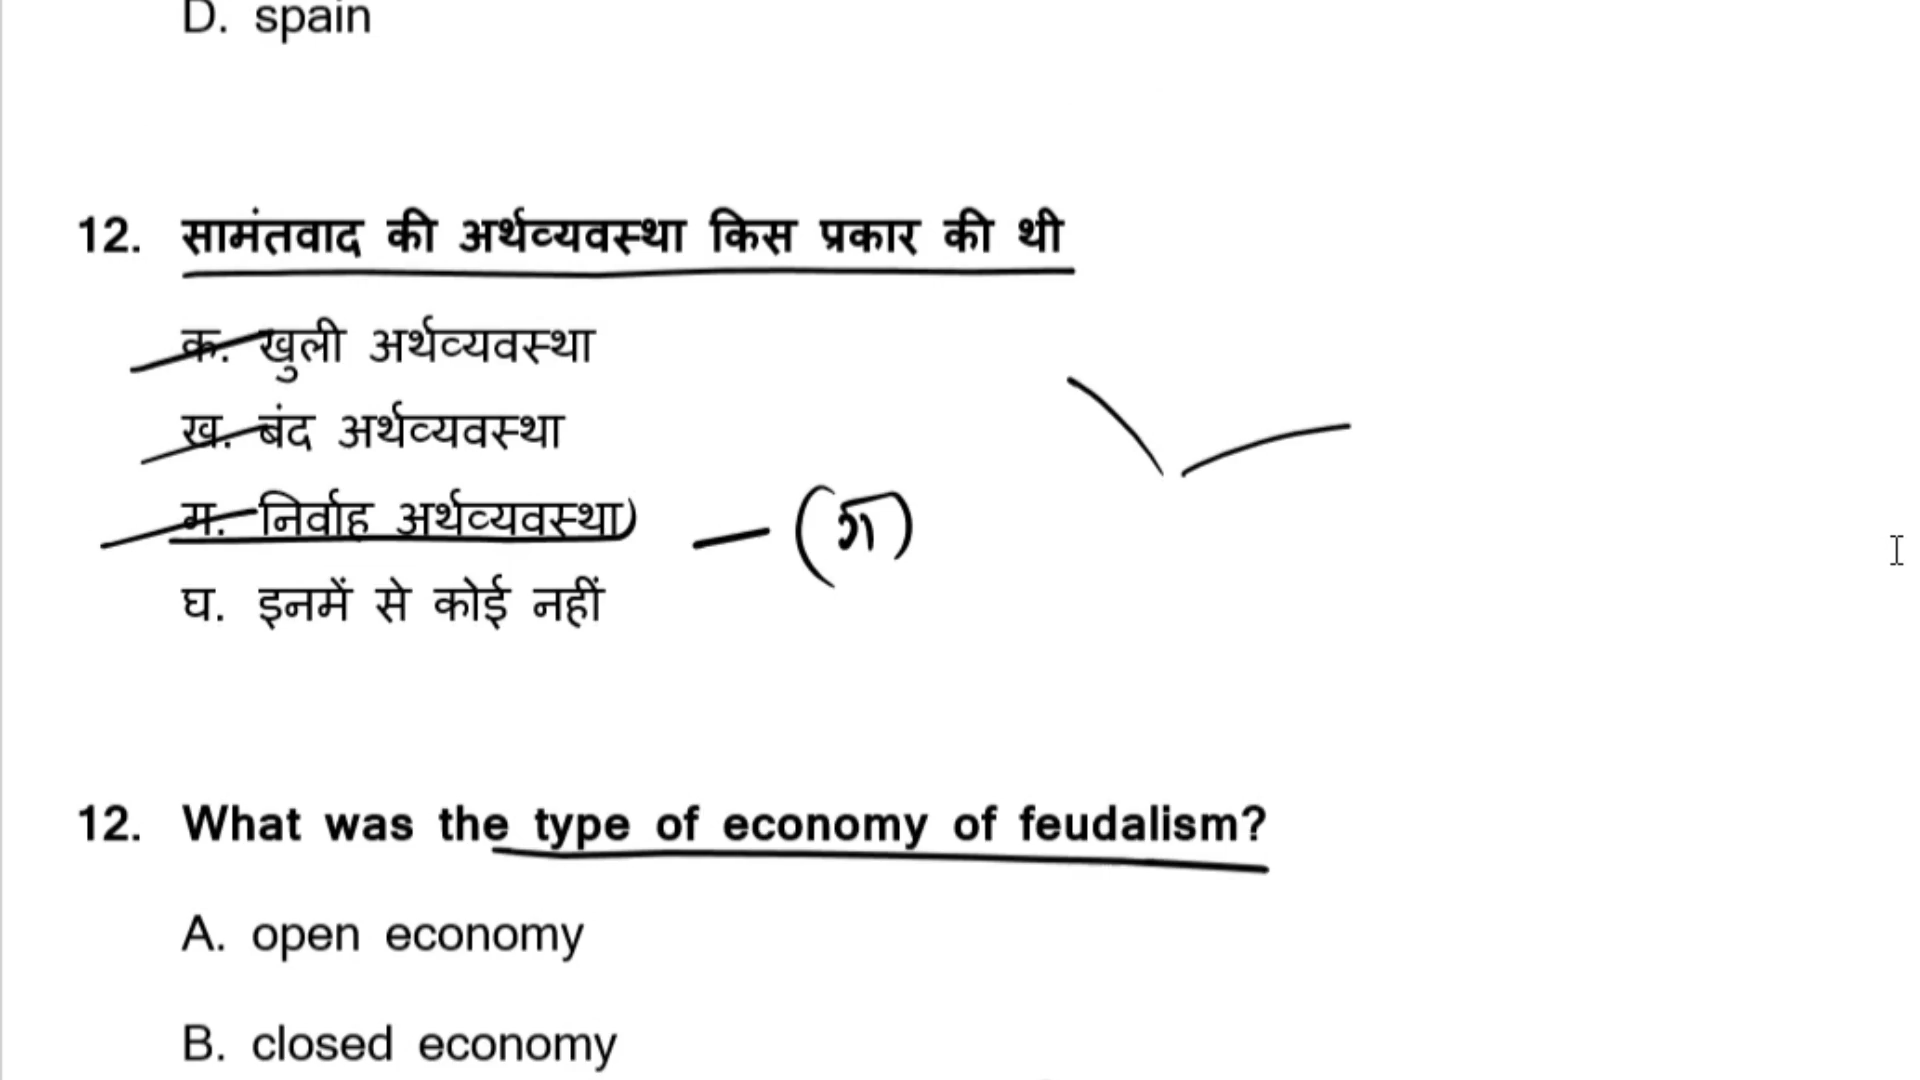 D. spain
12. सामंतवाद की अर्थव्यवस्था किस प्रकार की थी
क. खुली अर्थव्यवस्था
ख. बंद अर्थव्यवस्था
ग. निर्वाह अर्थव्यवस्था) — (ग)
घ. इनमें से कोई नहीं
12. What was the type of economy of feudalism?
A. open economy
B. closed economy